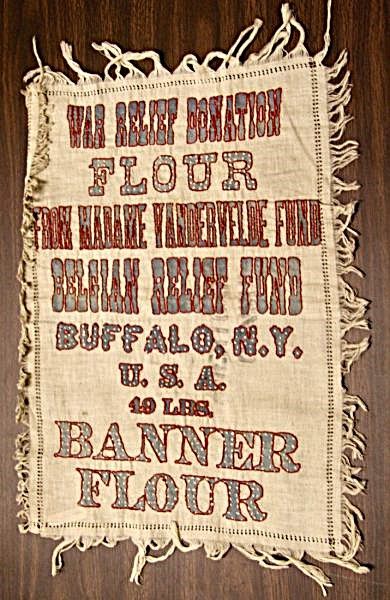 WAR RELIEF DONATION
FLOUR
FROM MADAME VANDERVELDE FUND
BELGIAN RELIEF FUND
BUFFALO, N.Y.
U. S. A.
49 LBS.
BANNER
FLOUR